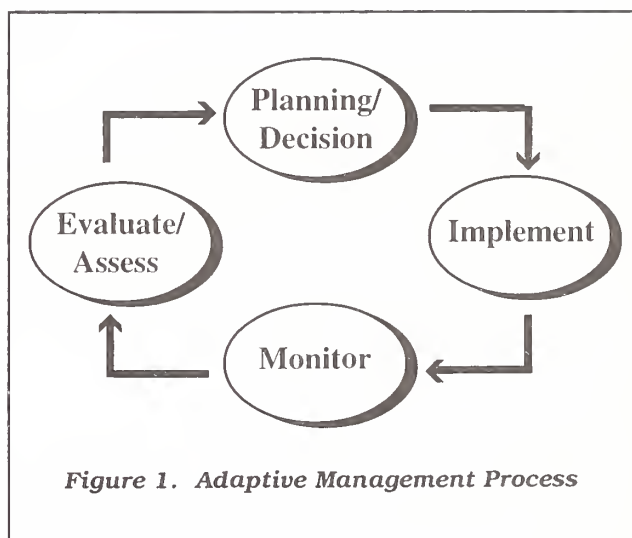 Planning/
Decision
Implement
Monitor
Evaluate/
Assess
Figure 1. Adaptive Management Process